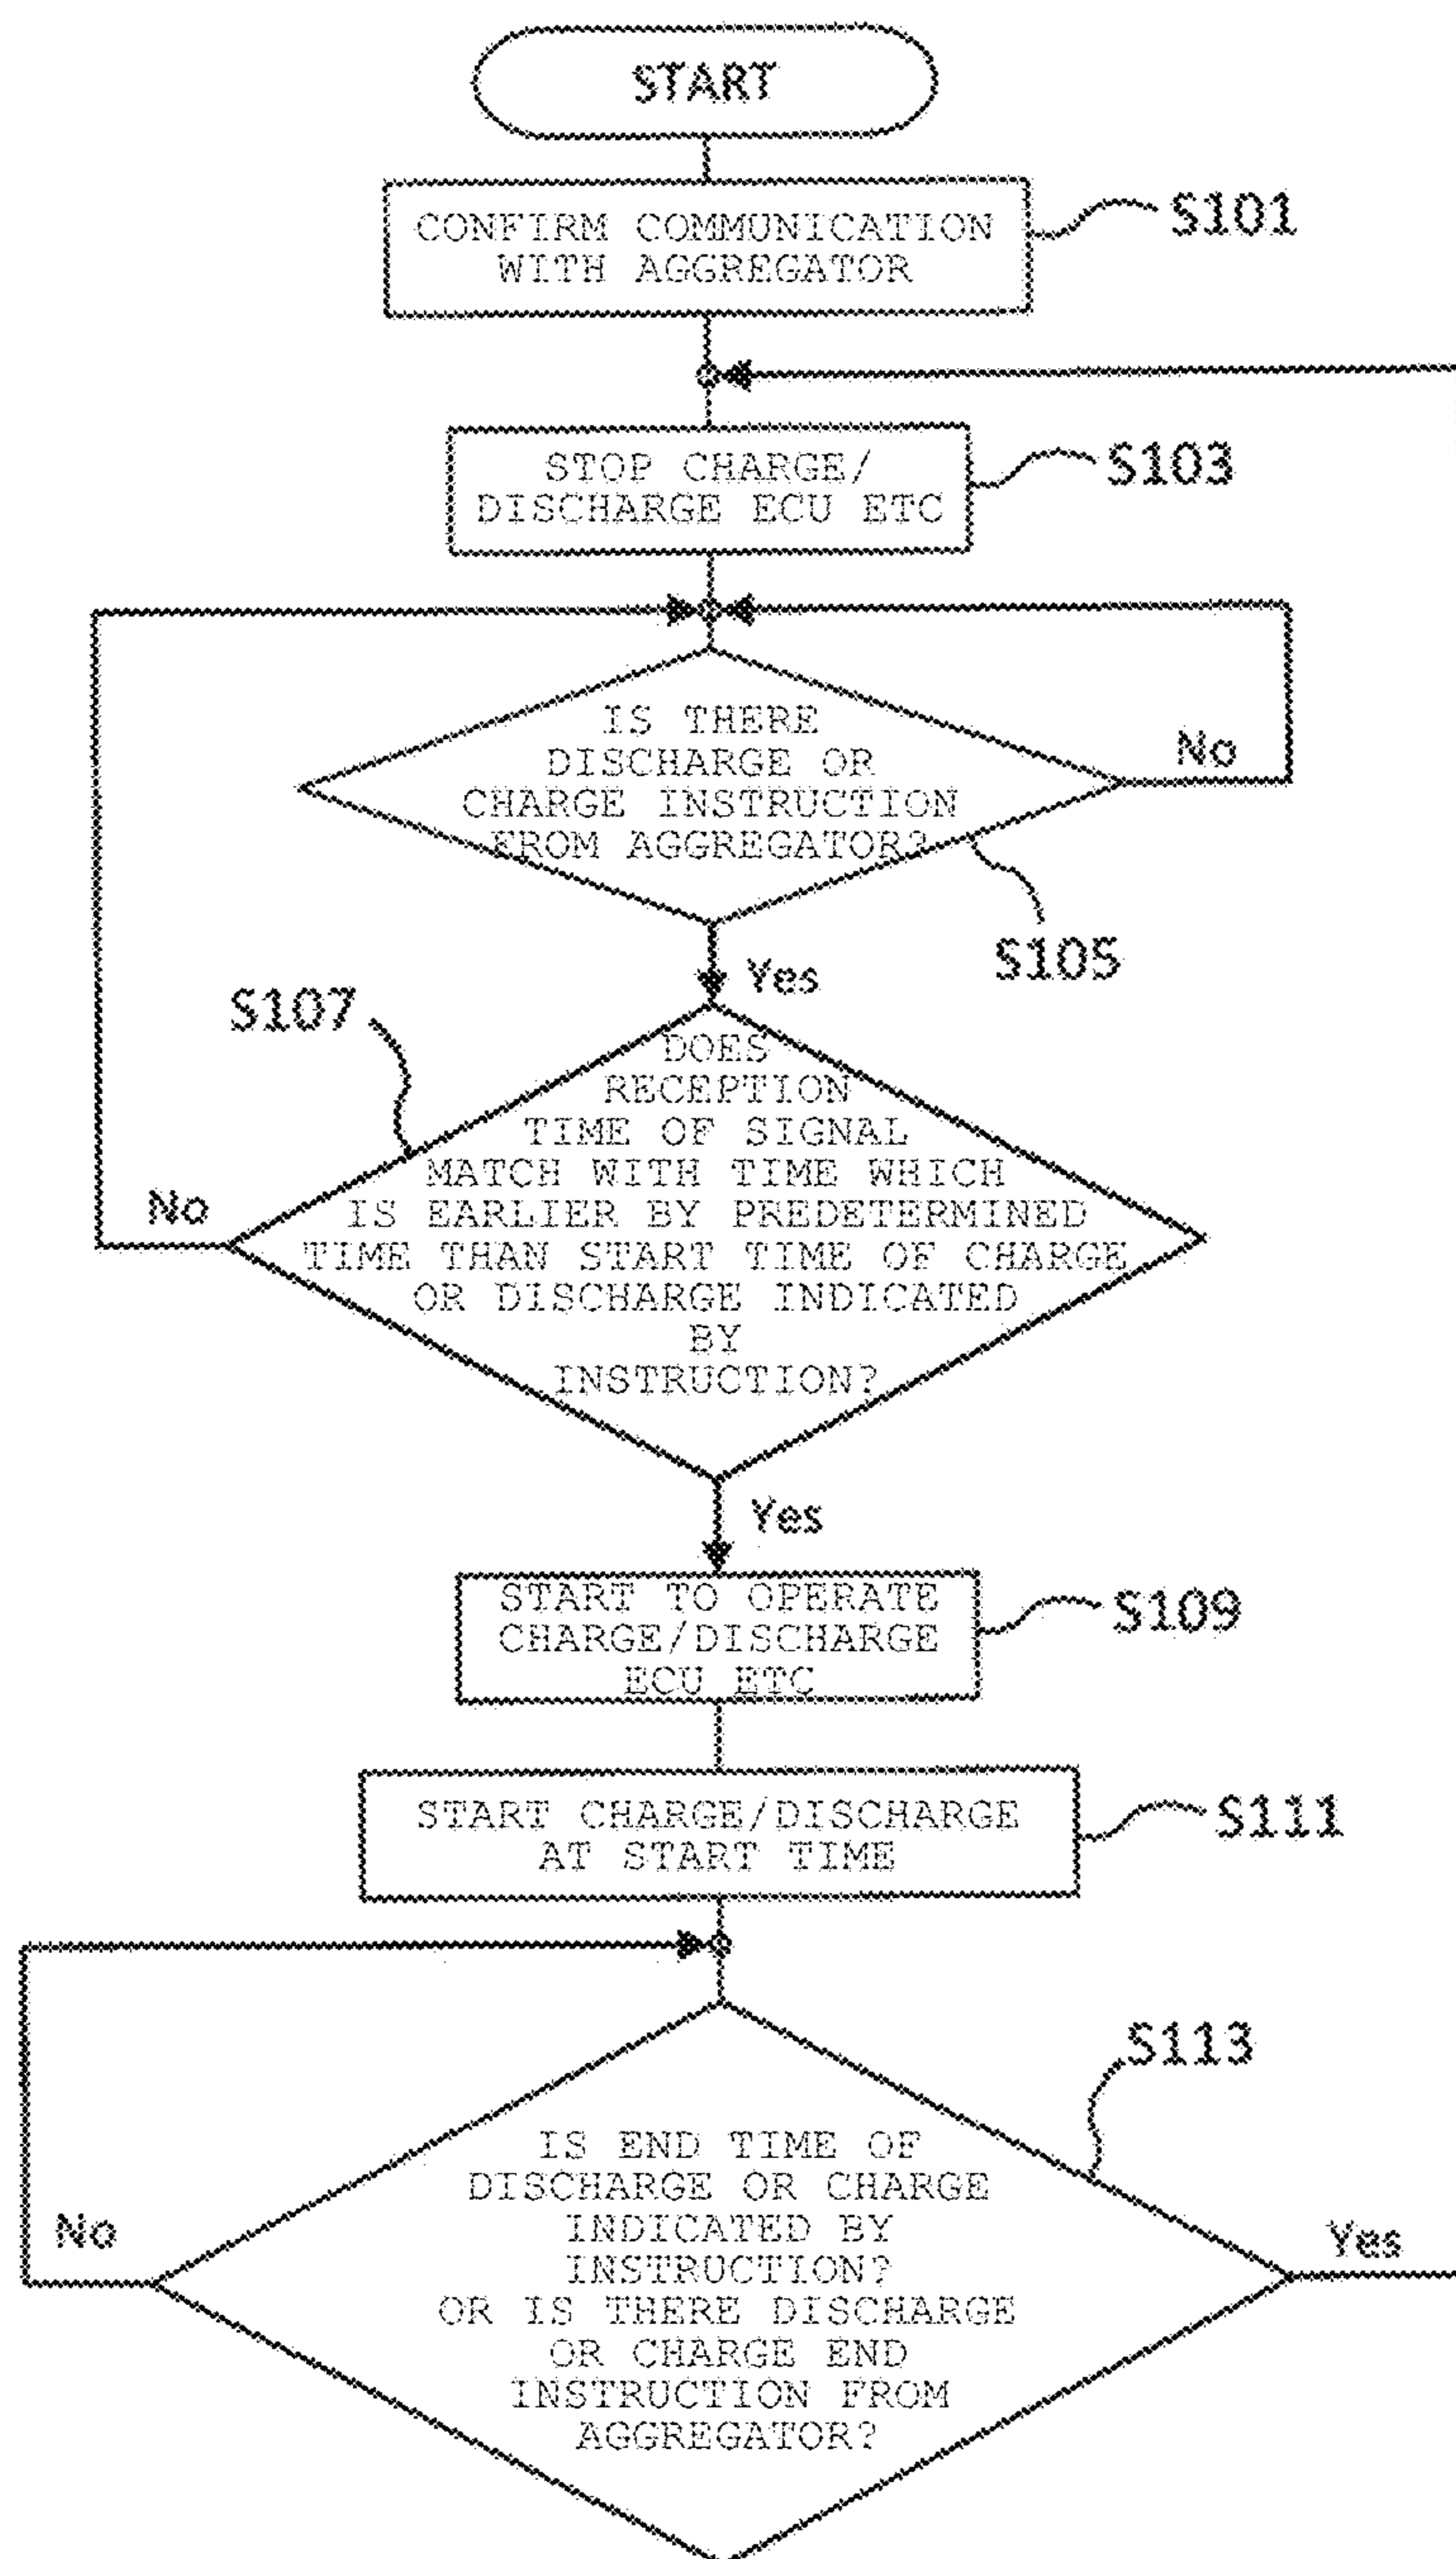 START
CONFIRM COMMUNICATION
WITH AGGREGATOR
S101
STOP CHARGE/
DISCHARGE ECU ETC
S103
IS THERE
DISCHARGE OR
CHARGE INSTRUCTION
FROM AGGREGATOR?
No
S105
Yes
S107
DOES
RECEPTION
TIME OF SIGNAL
MATCH WITH TIME WHICH
IS EARLIER BY PREDETERMINED
TIME THAN START TIME OF CHARGE
OR DISCHARGE INDICATED
BY
INSTRUCTION?
No
Yes
START TO OPERATE
CHARGE/DISCHARGE
ECU ETC
S109
START CHARGE/DISCHARGE
AT START TIME
S111
S113
IS END TIME OF
DISCHARGE OR CHARGE
INDICATED BY
INSTRUCTION?
OR IS THERE DISCHARGE
OR CHARGE END
INSTRUCTION FROM
AGGREGATOR?
No
Yes